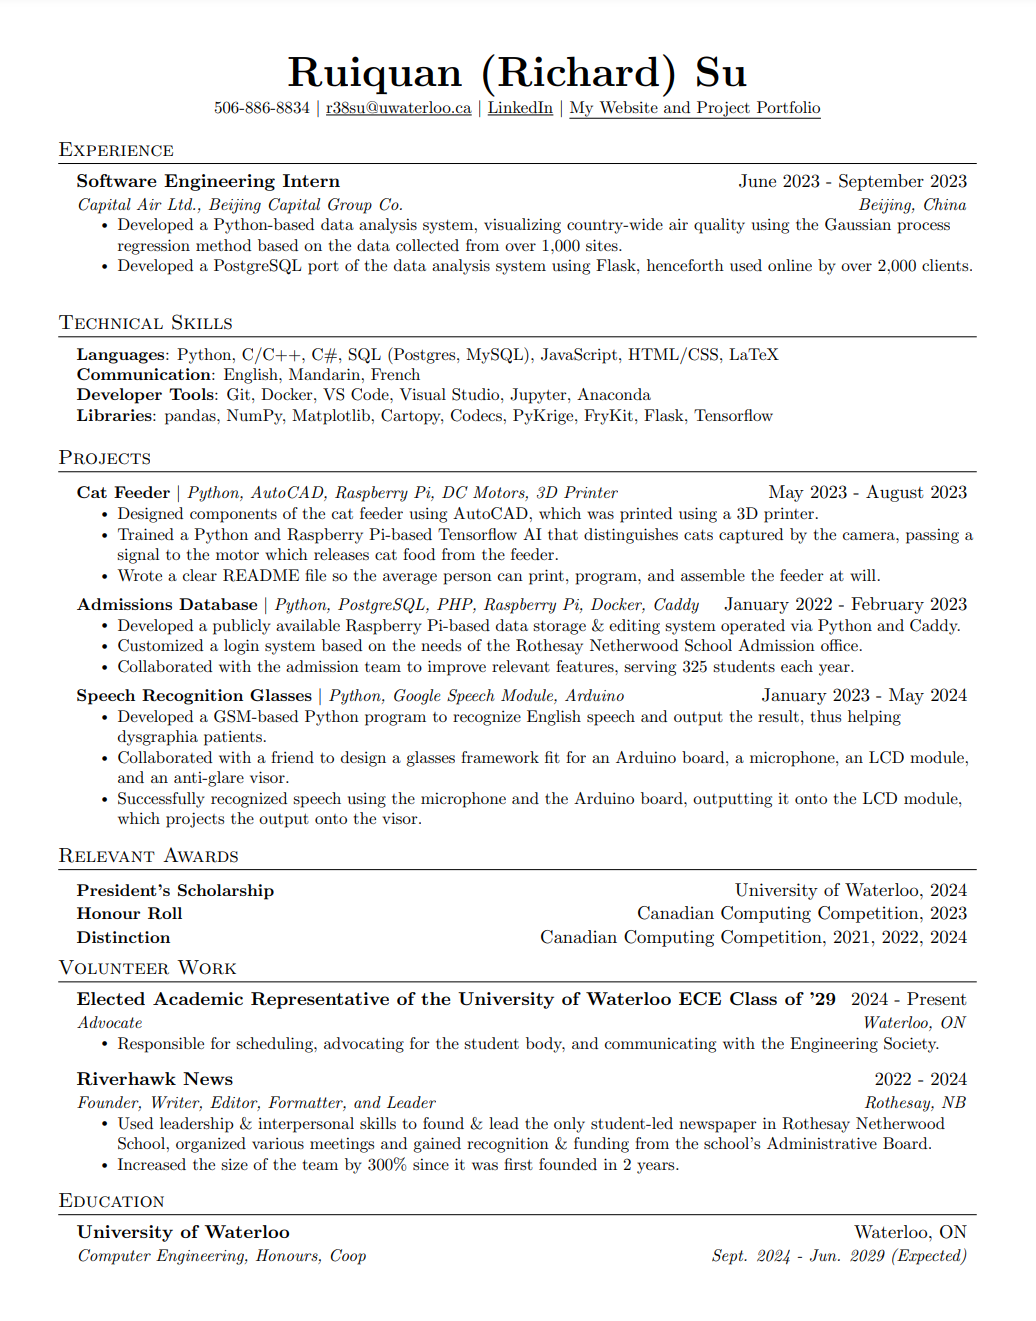 Ruiquan (Richard) Su
506-886-8834 | r38su@uwaterloo.ca | LinkedIn | My Website and Project Portfolio
Experience
Software Engineering Intern June 2023 - September 2023
Capital Air Ltd., Beijing Capital Group Co. Beijing, China
• Developed a Python-based data analysis system, visualizing country-wide air quality using the Gaussian process
regression method based on the data collected from over 1,000 sites.
• Developed a PostgreSQL port of the data analysis system using Flask, henceforth used online by over 2,000 clients.
Technical Skills
Languages: Python, C/C++, C#, SQL (Postgres, MySQL), JavaScript, HTML/CSS, LaTeX
Communication: English, Mandarin, French
Developer Tools: Git, Docker, VS Code, Visual Studio, Jupyter, Anaconda
Libraries: pandas, NumPy, Matplotlib, Cartopy, Codecs, PyKrige, FryKit, Flask, Tensorflow
Projects
Cat Feeder | Python, AutoCAD, Raspberry Pi, DC Motors, 3D Printer May 2023 - August 2023
• Designed components of the cat feeder using AutoCAD, which was printed using a 3D printer.
• Trained a Python and Raspberry Pi-based Tensorflow AI that distinguishes cats captured by the camera, passing a
signal to the motor which releases cat food from the feeder.
• Wrote a clear README file so the average person can print, program, and assemble the feeder at will.
Admissions Database | Python, PostgreSQL, PHP, Raspberry Pi, Docker, Caddy January 2022 - February 2023
• Developed a publicly available Raspberry Pi-based data storage & editing system operated via Python and Caddy.
• Customized a login system based on the needs of the Rothesay Netherwood School Admission office.
• Collaborated with the admission team to improve relevant features, serving 325 students each year.
Speech Recognition Glasses | Python, Google Speech Module, Arduino January 2023 - May 2024
• Developed a GSM-based Python program to recognize English speech and output the result, thus helping
dysgraphia patients.
• Collaborated with a friend to design a glasses framework fit for an Arduino board, a microphone, an LCD module,
and an anti-glare visor.
• Successfully recognized speech using the microphone and the Arduino board, outputting it onto the LCD module,
which projects the output onto the visor.
Relevant Awards
President's Scholarship University of Waterloo, 2024
Honour Roll Canadian Computing Competition, 2023
Distinction Canadian Computing Competition, 2021, 2022, 2024
Volunteer Work
Elected Academic Representative of the University of Waterloo ECE Class of '29 2024 - Present
Advocate Waterloo, ON
• Responsible for scheduling, advocating for the student body, and communicating with the Engineering Society.
Riverhawk News 2022 - 2024
Founder, Writer, Editor, Formatter, and Leader Rothesay, NB
• Used leadership & interpersonal skills to found & lead the only student-led newspaper in Rothesay Netherwood
School, organized various meetings and gained recognition & funding from the school's Administrative Board.
• Increased the size of the team by 300% since it was first founded in 2 years.
Education
University of Waterloo Waterloo, ON
Computer Engineering, Honours, Coop Sept. 2024 - Jun. 2029 (Expected)